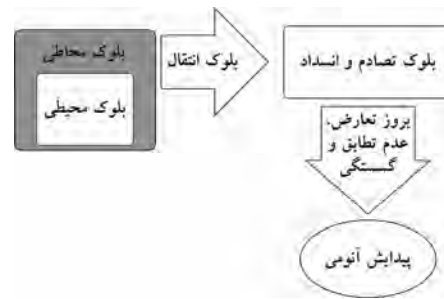 بلوک محاطی
بلوک محیطی
بلوک انتقال
بلوک تصادم و انسداد
بروز تعارض،
عدم تطابق و
گسستگی
پیدایش آنومی